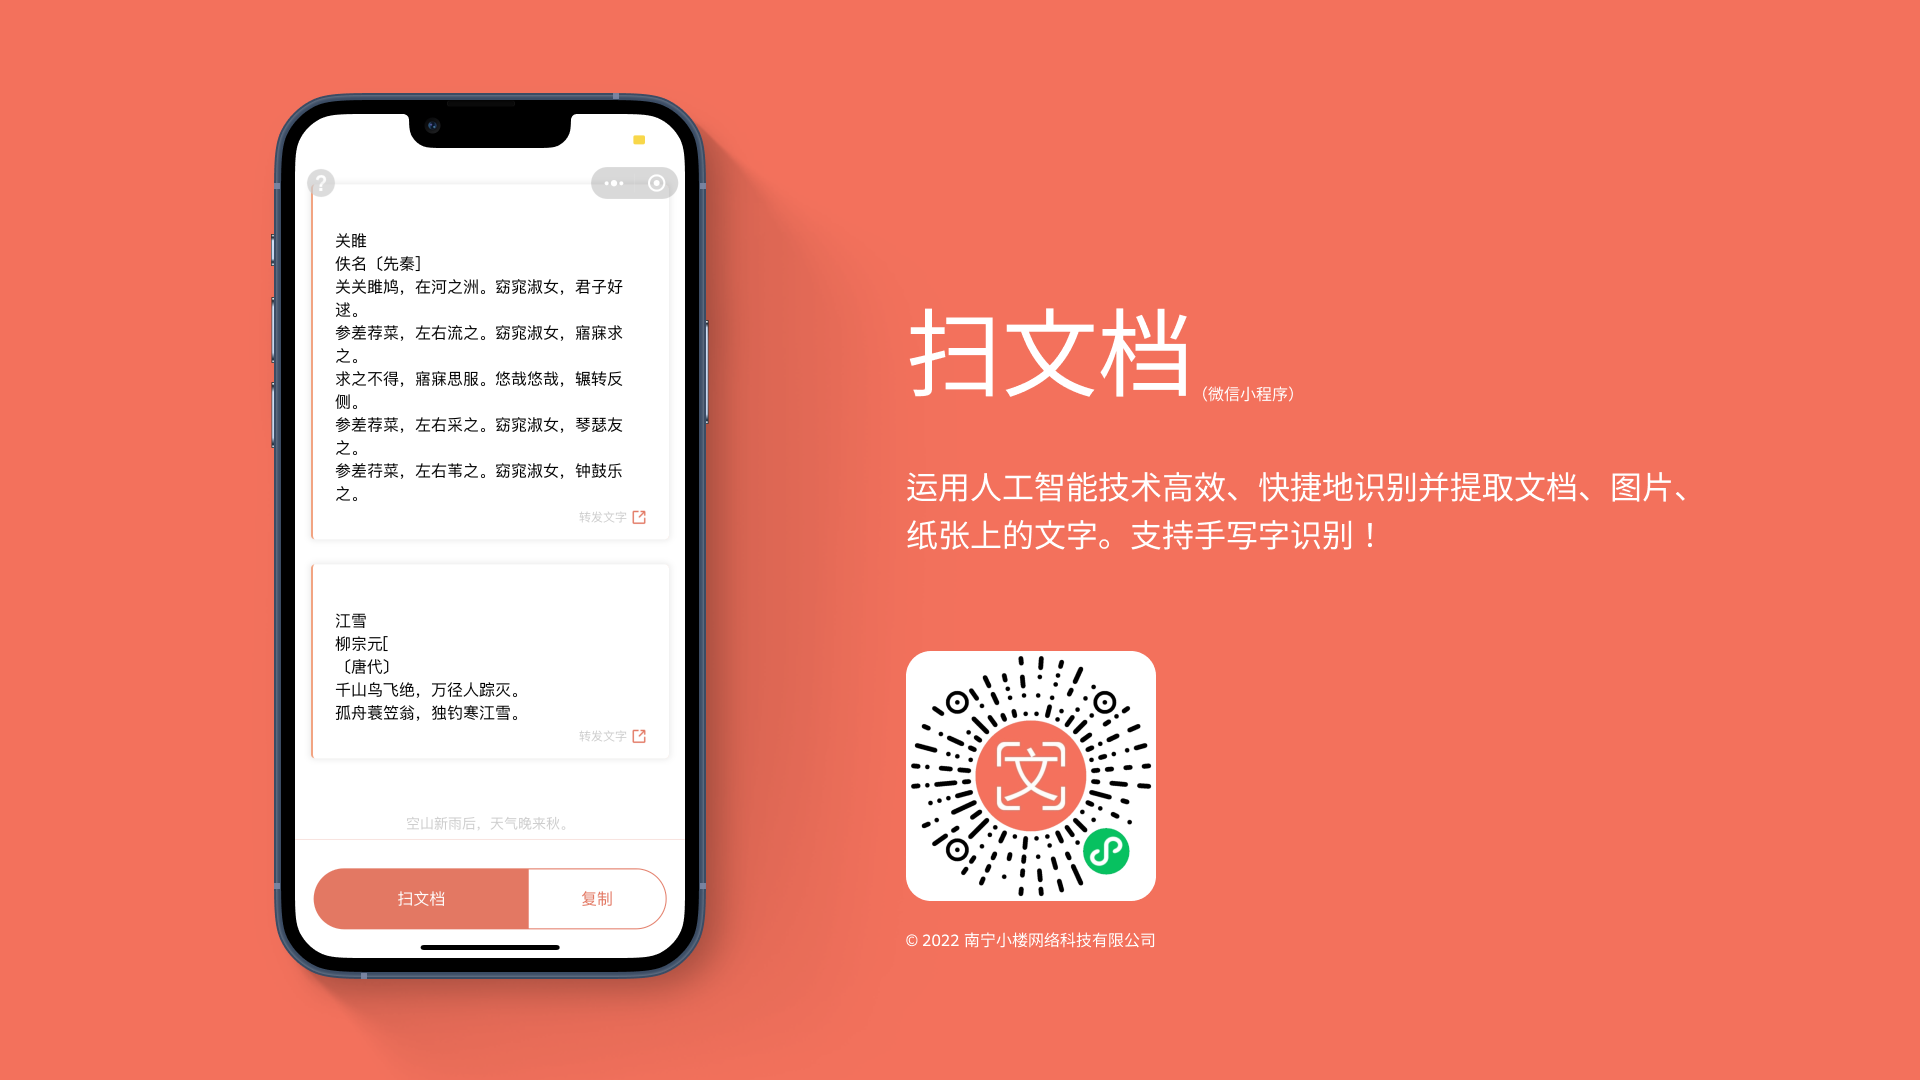 关雎
佚名〔先秦]
关关雎鸠，在河之洲。窈窕淑女，君子好
逑。
参差荐菜，左右流之。窈窕淑女，寤寐求
之。
求之不得，寤寐思服。悠哉悠哉，辗转反
侧。
参差荐菜，左右采之。窈窕淑女，琴瑟友
之。
参差荇菜，左右芼之。窈窕淑女，钟鼓乐
之。
转发文字
江雪
柳宗元[
〔唐代〕
千山鸟飞绝，万径人踪灭。
孤舟蓑笠翁，独钓寒江雪。
转发文字
空山新雨后，天气晚来秋。
扫文档
复制
扫文档
（微信小程序）
运用人工智能技术高效、快捷地识别并提取文档、图片、
纸张上的文字。支持手写字识别！
文
© 2022 南宁小楼网络科技有限公司